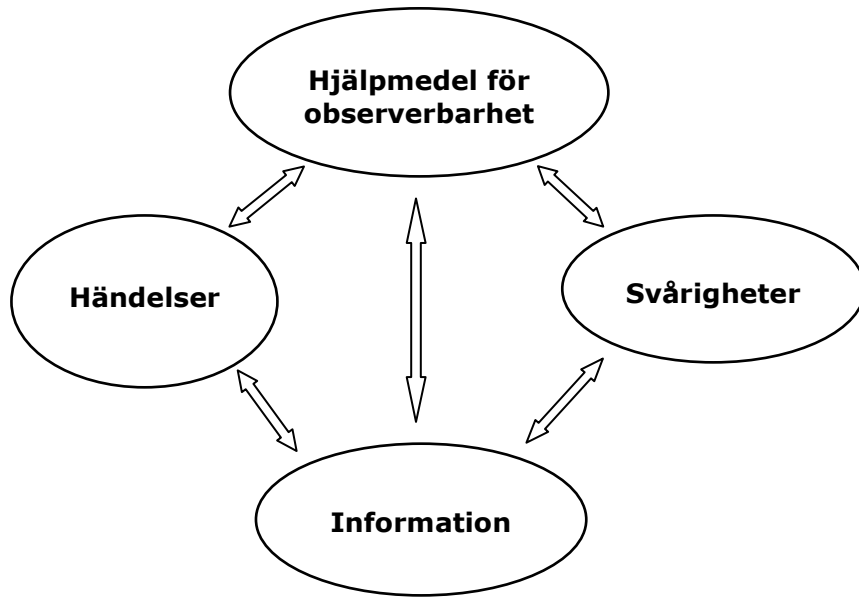 Hjälpmedel för
observerbarhet
Händelser
Svårigheter
Information